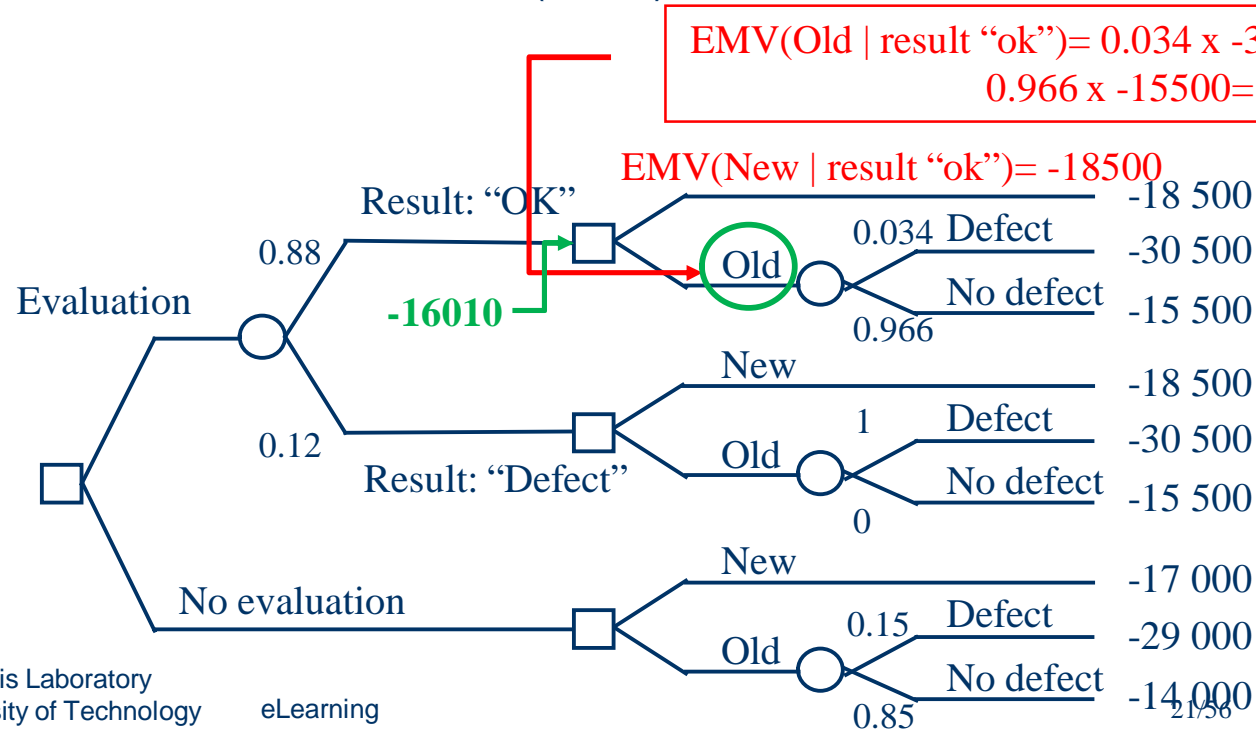 EMV(Old | result “ok”)= 0.034 x -3
0.966 x -15500=
EMV(New | result “ok”)= -18500
Result: “OK”
-18 500
0.88
0.034 Defect
-30 500
Old
Evaluation
-16010
No defect
-15 500
0.966
New
-18 500
0.12
1 Defect
-30 500
Old
Result: “Defect”
No defect
-15 500
0
New
-17 000
No evaluation
0.15 Defect
-29 000
Old
No defect
-14 000
0.85
is Laboratory
sity of Technology eLearning
21/56